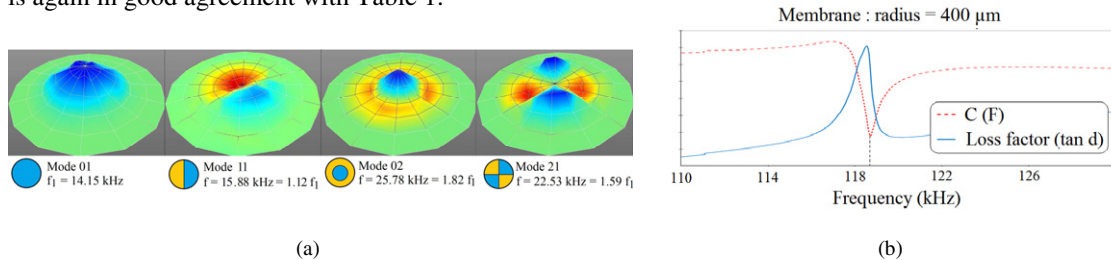 is again in good agreement with Table 1.
Mode 01
f₁ = 14.15 kHz
Mode 11
f = 15.88 kHz = 1.12 f₁
Mode 02
f = 25.78 kHz = 1.82 f₁
Mode 21
f = 22.53 kHz = 1.59 f₁
(a)
Membrane : radius = 400 µm
C (F)
Loss factor (tan d)
110 114 118 122 126
Frequency (kHz)
(b)